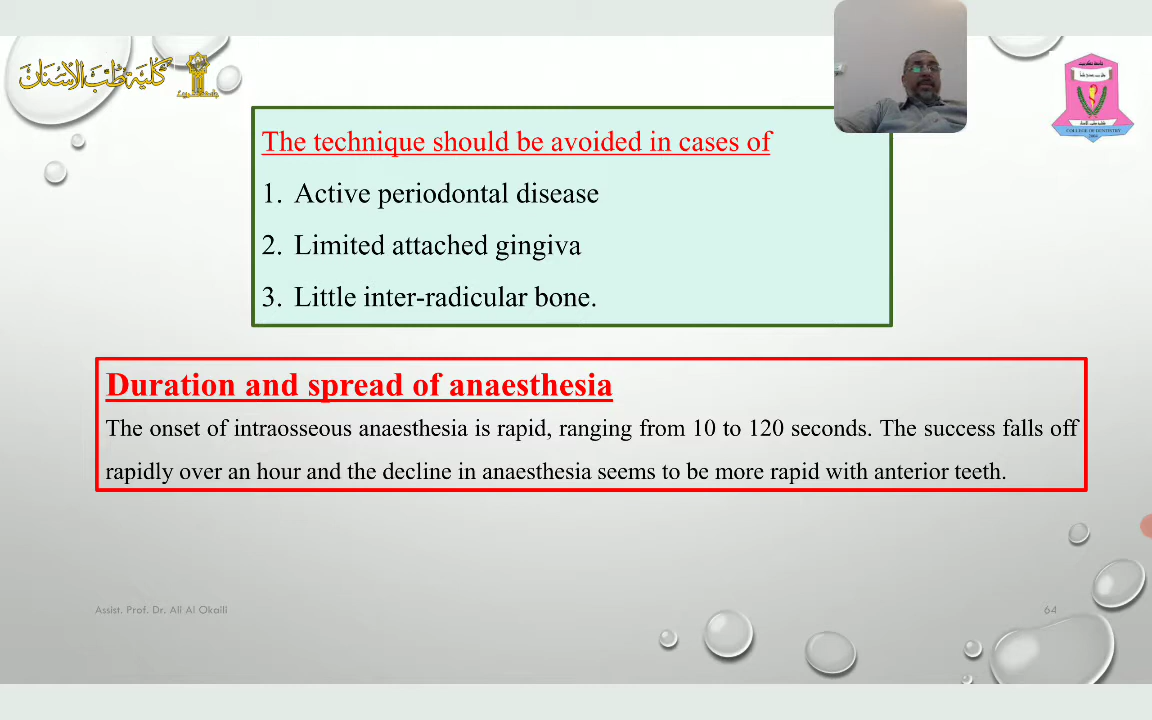 كلية طب الأسنان
The technique should be avoided in cases of
1. Active periodontal disease
2. Limited attached gingiva
3. Little inter-radicular bone.
Duration and spread of anaesthesia
The onset of intraosseous anaesthesia is rapid, ranging from 10 to 120 seconds. The success falls off
rapidly over an hour and the decline in anaesthesia seems to be more rapid with anterior teeth.
COLLEGE OF DENTISTRY
Assist. Prof. Dr. Ali Al Okaili
64